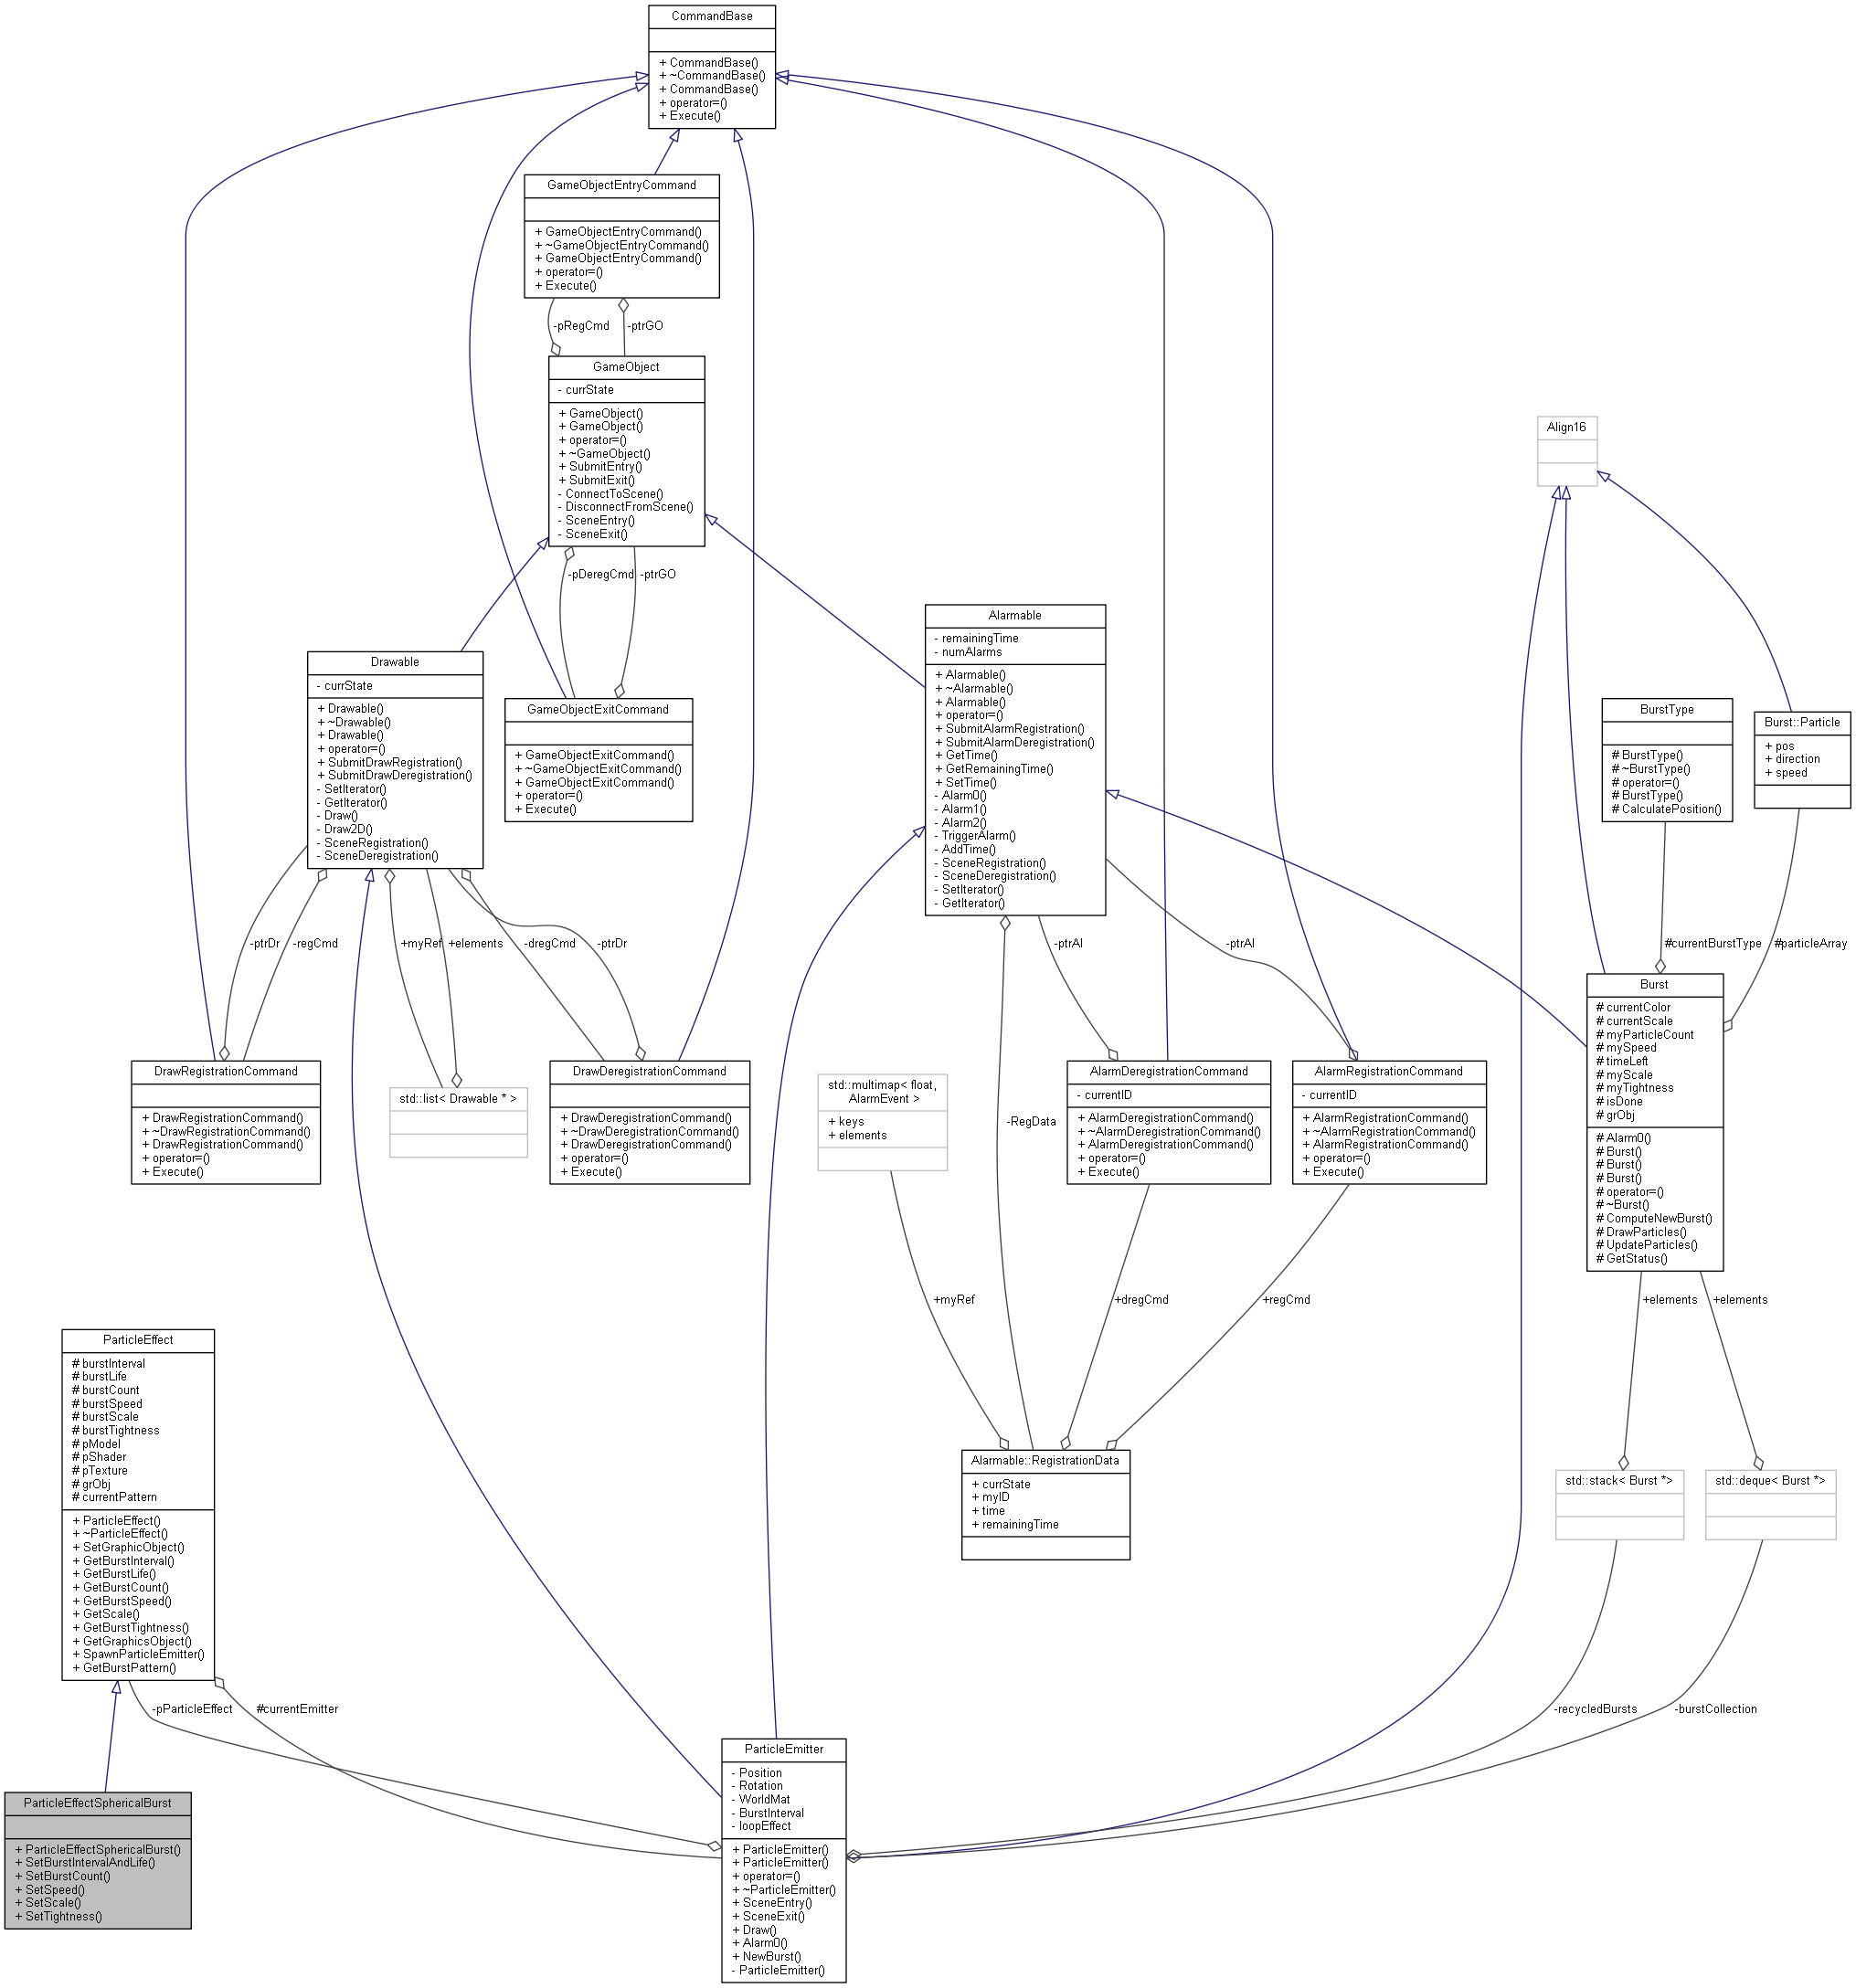 CommandBase
+ CommandBase()
+ ~CommandBase()
+ CommandBase()
+ operator=()
+ Execute()
GameObjectEntryCommand
+ GameObjectEntryCommand()
+ ~GameObjectEntryCommand()
+ GameObjectEntryCommand()
+ operator=()
+ Execute()
-pRegCmd
-ptrGO
GameObject
- currState
+ GameObject()
+ GameObject()
+ operator=()
+ ~GameObject()
+ SubmitEntry()
+ SubmitExit()
- ConnectToScene()
- DisconnectFromScene()
- SceneEntry()
- SceneExit()
-pDeregCmd
-ptrGO
Align16
Alarmable
- remainingTime
- numAlarms
+ Alarmable()
+ ~Alarmable()
+ Alarmable()
+ operator=()
+ SubmitAlarmRegistration()
+ SubmitAlarmDeregistration()
+ GetTime()
+ GetRemainingTime()
+ SetTime()
- Alarm0()
- Alarm1()
- Alarm2()
- TriggerAlarm()
- AddTime()
- SceneRegistration()
- SceneDeregistration()
- SetIterator()
- GetIterator()
Drawable
- currState
+ Drawable()
+ ~Drawable()
+ Drawable()
+ operator=()
+ SubmitDrawRegistration()
+ SubmitDrawDeregistration()
- SetIterator()
- GetIterator()
- Draw()
- Draw2D()
- SceneRegistration()
- SceneDeregistration()
GameObjectExitCommand
+ GameObjectExitCommand()
+ ~GameObjectExitCommand()
+ GameObjectExitCommand()
+ operator=()
+ Execute()
BurstType
# BurstType()
# ~BurstType()
# operator=()
# BurstType()
# CalculatePosition()
Burst::Particle
+ pos
+ direction
+ speed
-ptrDr
-regCmd
+myRef
+elements
-dregCmd
-ptrDr
-ptrAl
-ptrAl
#currentBurstType
#particleArray
Burst
# currentColor
# currentScale
# myParticleCount
# mySpeed
# timeLeft
# myScale
# myTightness
# isDone
# grObj
# Alarm0()
# Burst()
# Burst()
# Burst()
# operator=()
# ~Burst()
# ComputeNewBurst()
# DrawParticles()
# UpdateParticles()
# GetStatus()
DrawRegistrationCommand
+ DrawRegistrationCommand()
+ ~DrawRegistrationCommand()
+ DrawRegistrationCommand()
+ operator=()
+ Execute()
std::list< Drawable * >
DrawDeregistrationCommand
+ DrawDeregistrationCommand()
+ ~DrawDeregistrationCommand()
+ DrawDeregistrationCommand()
+ operator=()
+ Execute()
std::multimap< float,
AlarmEvent >
+ keys
+ elements
-RegData
AlarmDeregistrationCommand
- currentID
+ AlarmDeregistrationCommand()
+ ~AlarmDeregistrationCommand()
+ AlarmDeregistrationCommand()
+ operator=()
+ Execute()
AlarmRegistrationCommand
- currentID
+ AlarmRegistrationCommand()
+ ~AlarmRegistrationCommand()
+ AlarmRegistrationCommand()
+ operator=()
+ Execute()
+myRef
+dregCmd
+regCmd
+elements
+elements
ParticleEffect
# burstInterval
# burstLife
# burstCount
# burstSpeed
# burstScale
# burstTightness
# pModel
# pShader
# pTexture
# grObj
# currentPattern
+ ParticleEffect()
+ ~ParticleEffect()
+ SetGraphicObject()
+ GetBurstInterval()
+ GetBurstLife()
+ GetBurstCount()
+ GetBurstSpeed()
+ GetScale()
+ GetBurstTightness()
+ GetGraphicsObject()
+ SpawnParticleEmitter()
+ GetBurstPattern()
Alarmable::RegistrationData
+ currState
+ myID
+ time
+ remainingTime
std::stack< Burst *>
std::deque< Burst *>
-pParticleEffect
#currentEmitter
-recycledBursts
-burstCollection
ParticleEmitter
- Position
- Rotation
- WorldMat
- BurstInterval
- loopEffect
+ ParticleEmitter()
+ ParticleEmitter()
+ operator=()
+ ~ParticleEmitter()
+ SceneEntry()
+ SceneExit()
+ Draw()
+ Alarm0()
+ NewBurst()
- ParticleEmitter()
ParticleEffectSphericalBurst
+ ParticleEffectSphericalBurst()
+ SetBurstIntervalAndLife()
+ SetBurstCount()
+ SetSpeed()
+ SetScale()
+ SetTightness()